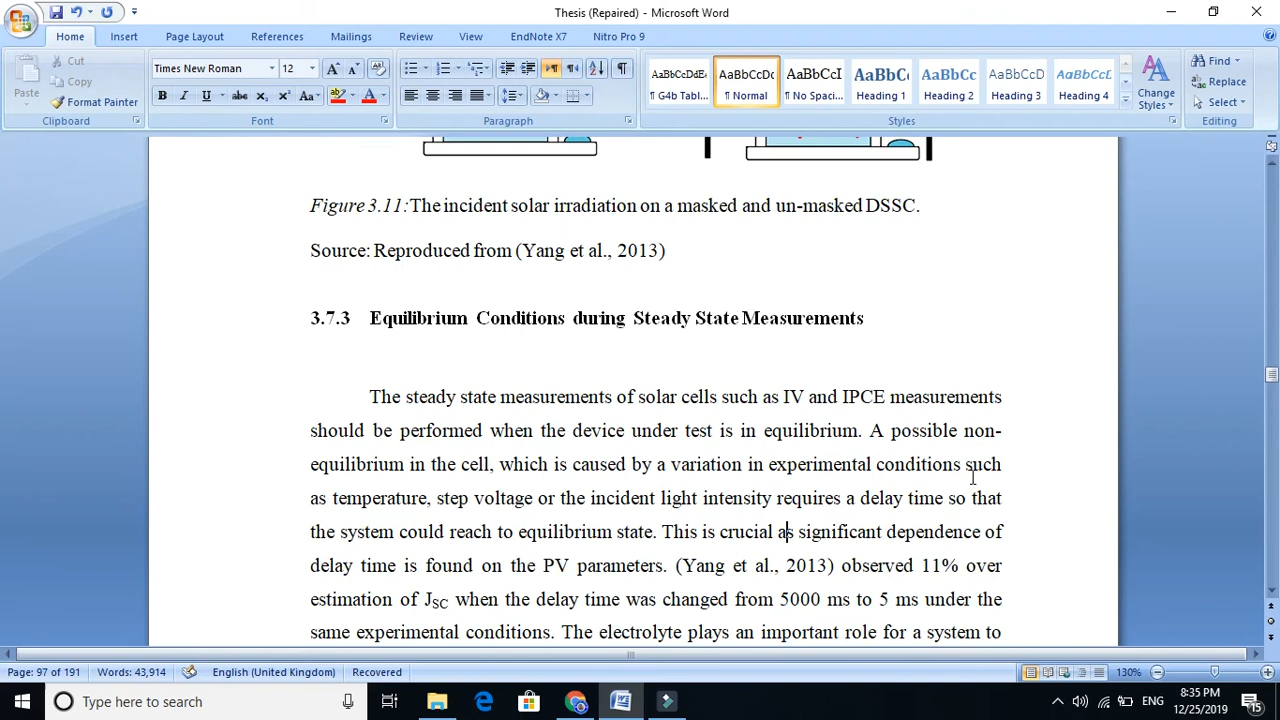 Thesis (Repaired) - Microsoft Word
Home Insert Page Layout References Mailings Review View EndNote X7 Nitro Pro 9
Paste
Cut
Copy
Format Painter
Clipboard
Times New Roman 12
Font
Paragraph
AaBbCcDdE AaBbCcDc AaBbCcI AaBbC AaBbCc AaBbCcDc AaBbCcL
¶ G4b Tabl... ¶ Normal ¶ No Spaci... Heading 1 Heading 2 Heading 3 Heading 4
Change
Styles
Styles
Find
Replace
Select
Editing
Figure 3.11:The incident solar irradiation on a masked and un-masked DSSC.
Source: Reproduced from (Yang et al., 2013)
3.7.3 Equilibrium Conditions during Steady State Measurements
The steady state measurements of solar cells such as IV and IPCE measurements
should be performed when the device under test is in equilibrium. A possible non-
equilibrium in the cell, which is caused by a variation in experimental conditions such
as temperature, step voltage or the incident light intensity requires a delay time so that
the system could reach to equilibrium state. This is crucial as significant dependence of
delay time is found on the PV parameters. (Yang et al., 2013) observed 11% over
estimation of JSC when the delay time was changed from 5000 ms to 5 ms under the
same experimental conditions. The electrolyte plays an important role for a system to
Page: 97 of 191 Words: 43,914 English (United Kingdom) Recovered 130%
Type here to search
ENG
8:35 PM
12/25/2019
15